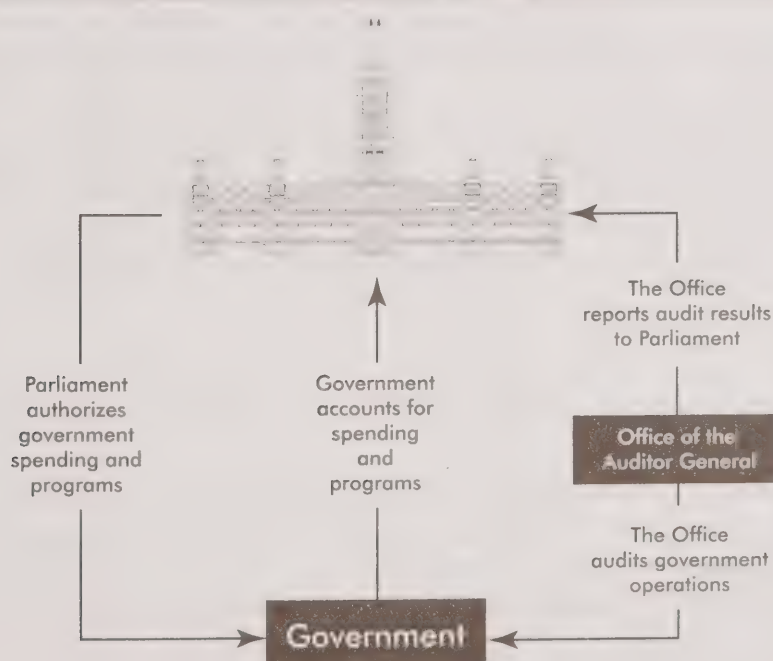 The Office
reports audit results
to Parliament
Parliament
authorizes
government
spending and
programs
Government
accounts for
spending
and
programs
Office of the
Auditor General
The Office
audits government
operations
Government